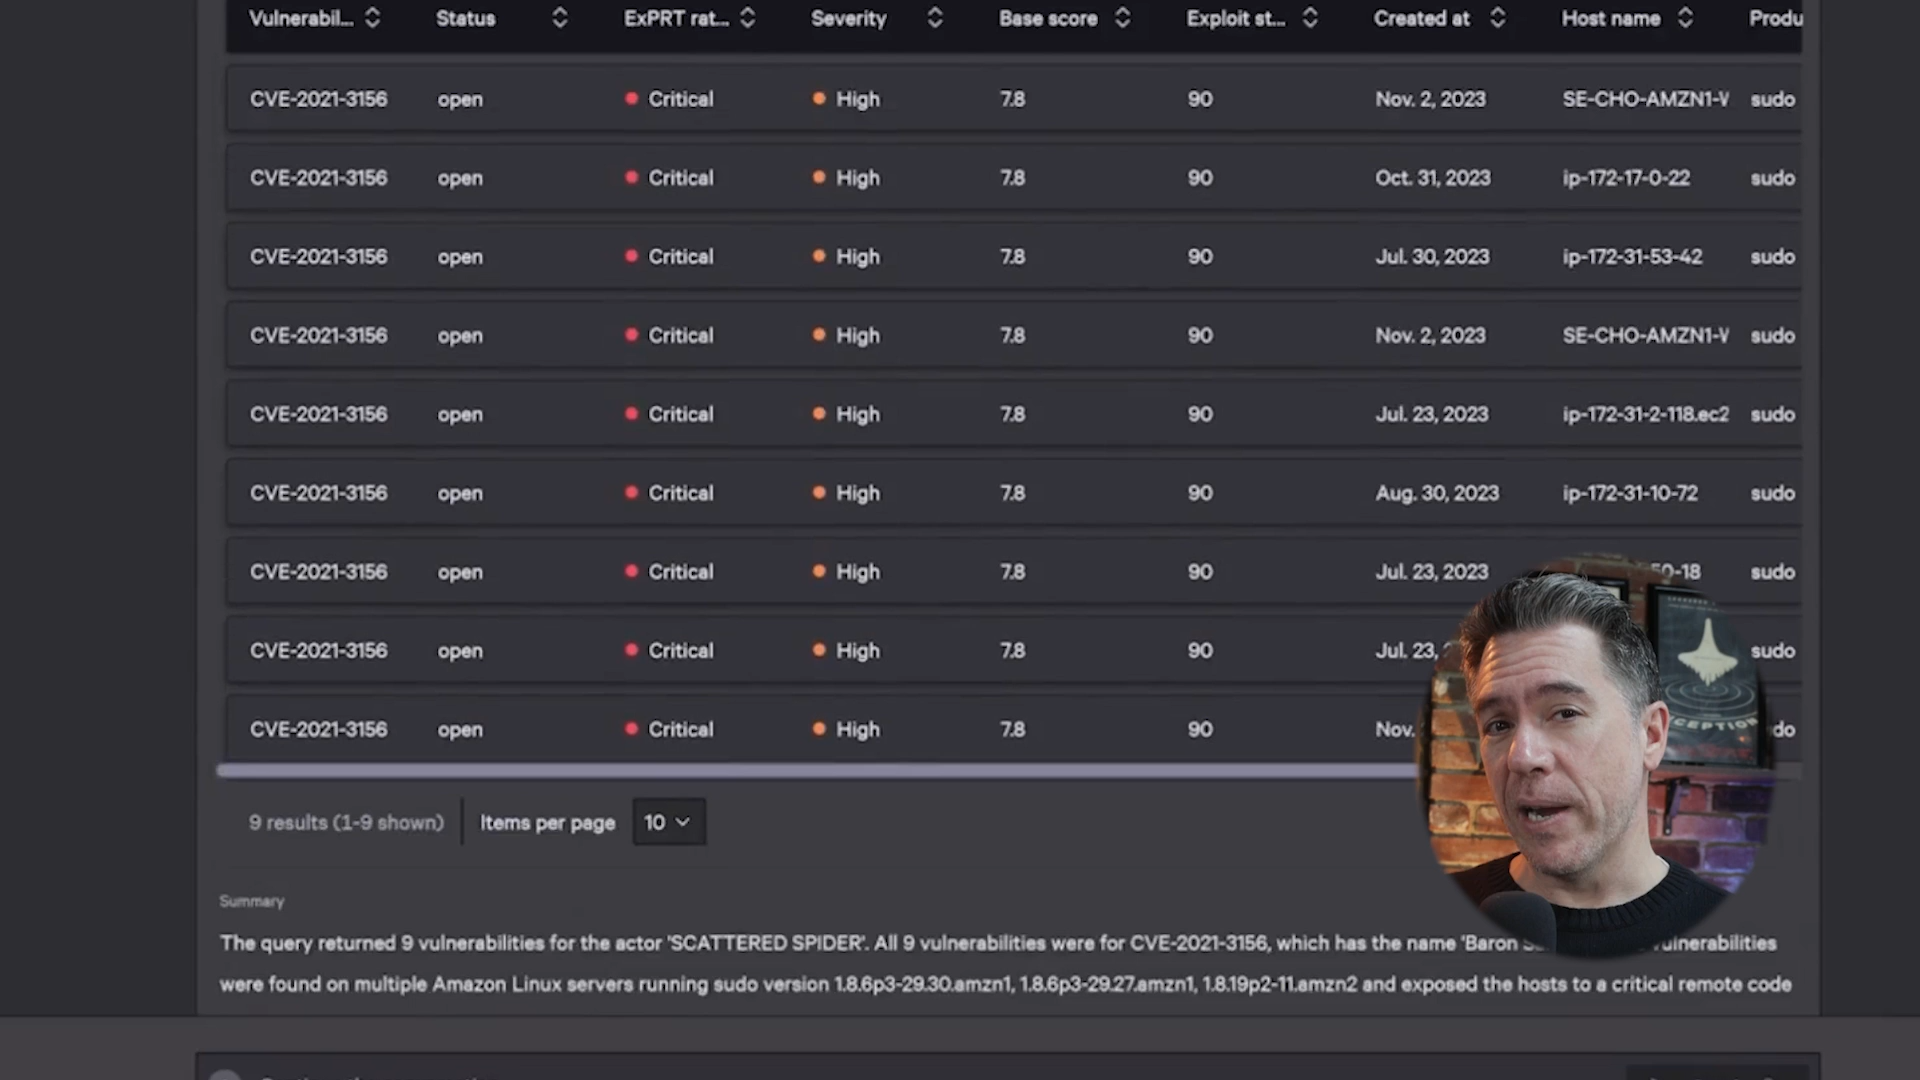 Vulnerabil... Status ExPRT rat... Severity Base score Exploit st... Created at Host name Produ
CVE-2021-3156 open Critical High 7.8 90 Nov. 2, 2023 SE-CHO-AMZN1-V sudo
CVE-2021-3156 open Critical High 7.8 90 Oct. 31, 2023 ip-172-17-0-22 sudo
CVE-2021-3156 open Critical High 7.8 90 Jul. 30, 2023 ip-172-31-53-42 sudo
CVE-2021-3156 open Critical High 7.8 90 Nov. 2, 2023 SE-CHO-AMZN1-V sudo
CVE-2021-3156 open Critical High 7.8 90 Jul. 23, 2023 ip-172-31-2-118.ec2 sudo
CVE-2021-3156 open Critical High 7.8 90 Aug. 30, 2023 ip-172-31-10-72 sudo
CVE-2021-3156 open Critical High 7.8 90 Jul. 23, 2023 50-18 sudo
CVE-2021-3156 open Critical High 7.8 90 Jul. 23, sudo
CVE-2021-3156 open Critical High 7.8 90 Nov. do
CEPTION
9 results (1-9 shown) Items per page 10
Summary
The query returned 9 vulnerabilities for the actor 'SCATTERED SPIDER'. All 9 vulnerabilities were for CVE-2021-3156, which has the name 'Baron vulnerabilities
were found on multiple Amazon Linux servers running sudo version 1.8.6p3-29.30.amzn1, 1.8.6p3-29.27.amzn1, 1.8.19p2-11.amzn2 and exposed the hosts to a critical remote code